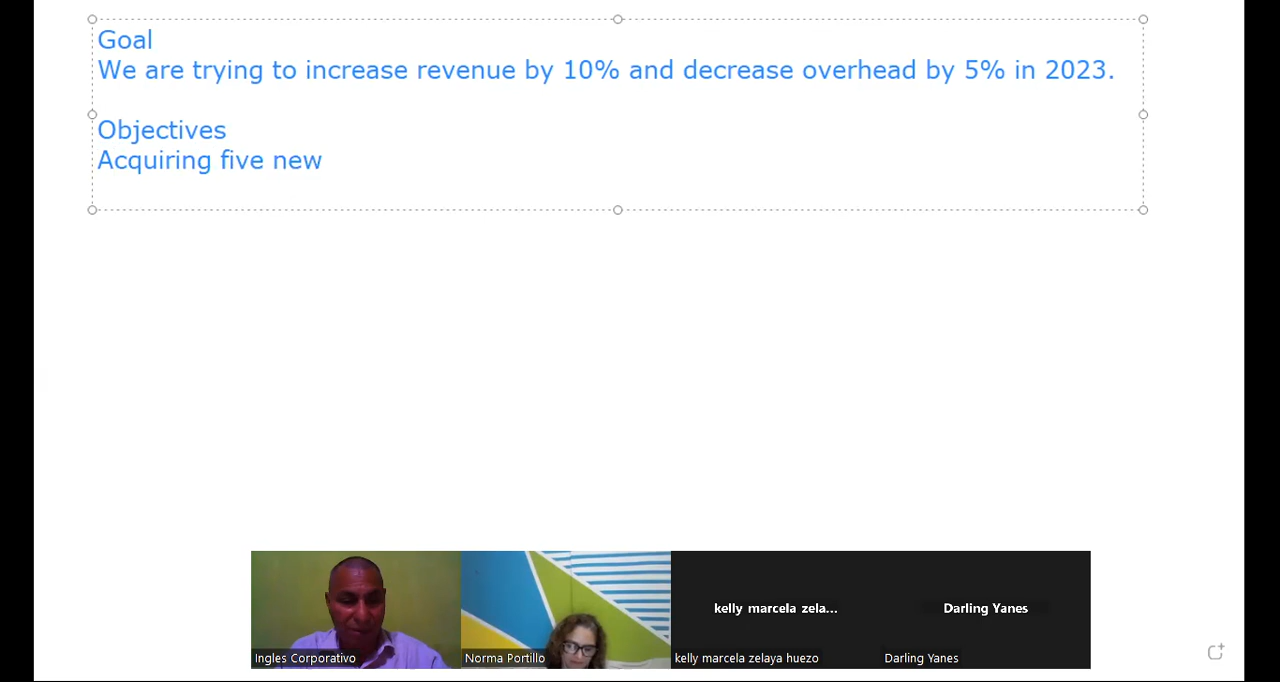 Goal
We are trying to increase revenue by 10% and decrease overhead by 5% in 2023.
Objectives
Acquiring five new
kelly marcela zela...
Darling Yanes
Ingles Corporativo
Norma Portillo
kelly marcela zelaya huezo
Darling Yanes